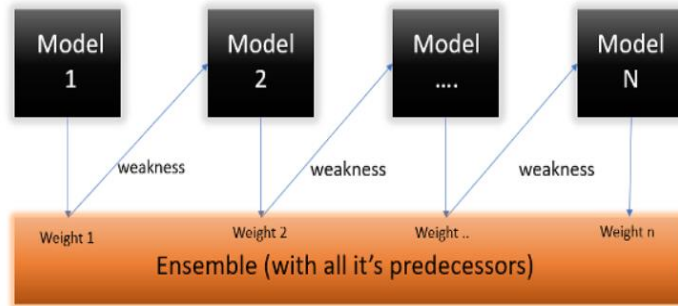 Model
1
Model
2
Model
....
Model
N
weakness
weakness
weakness
Weight 1
Weight 2
Weight ..
Weight n
Ensemble (with all it's predecessors)